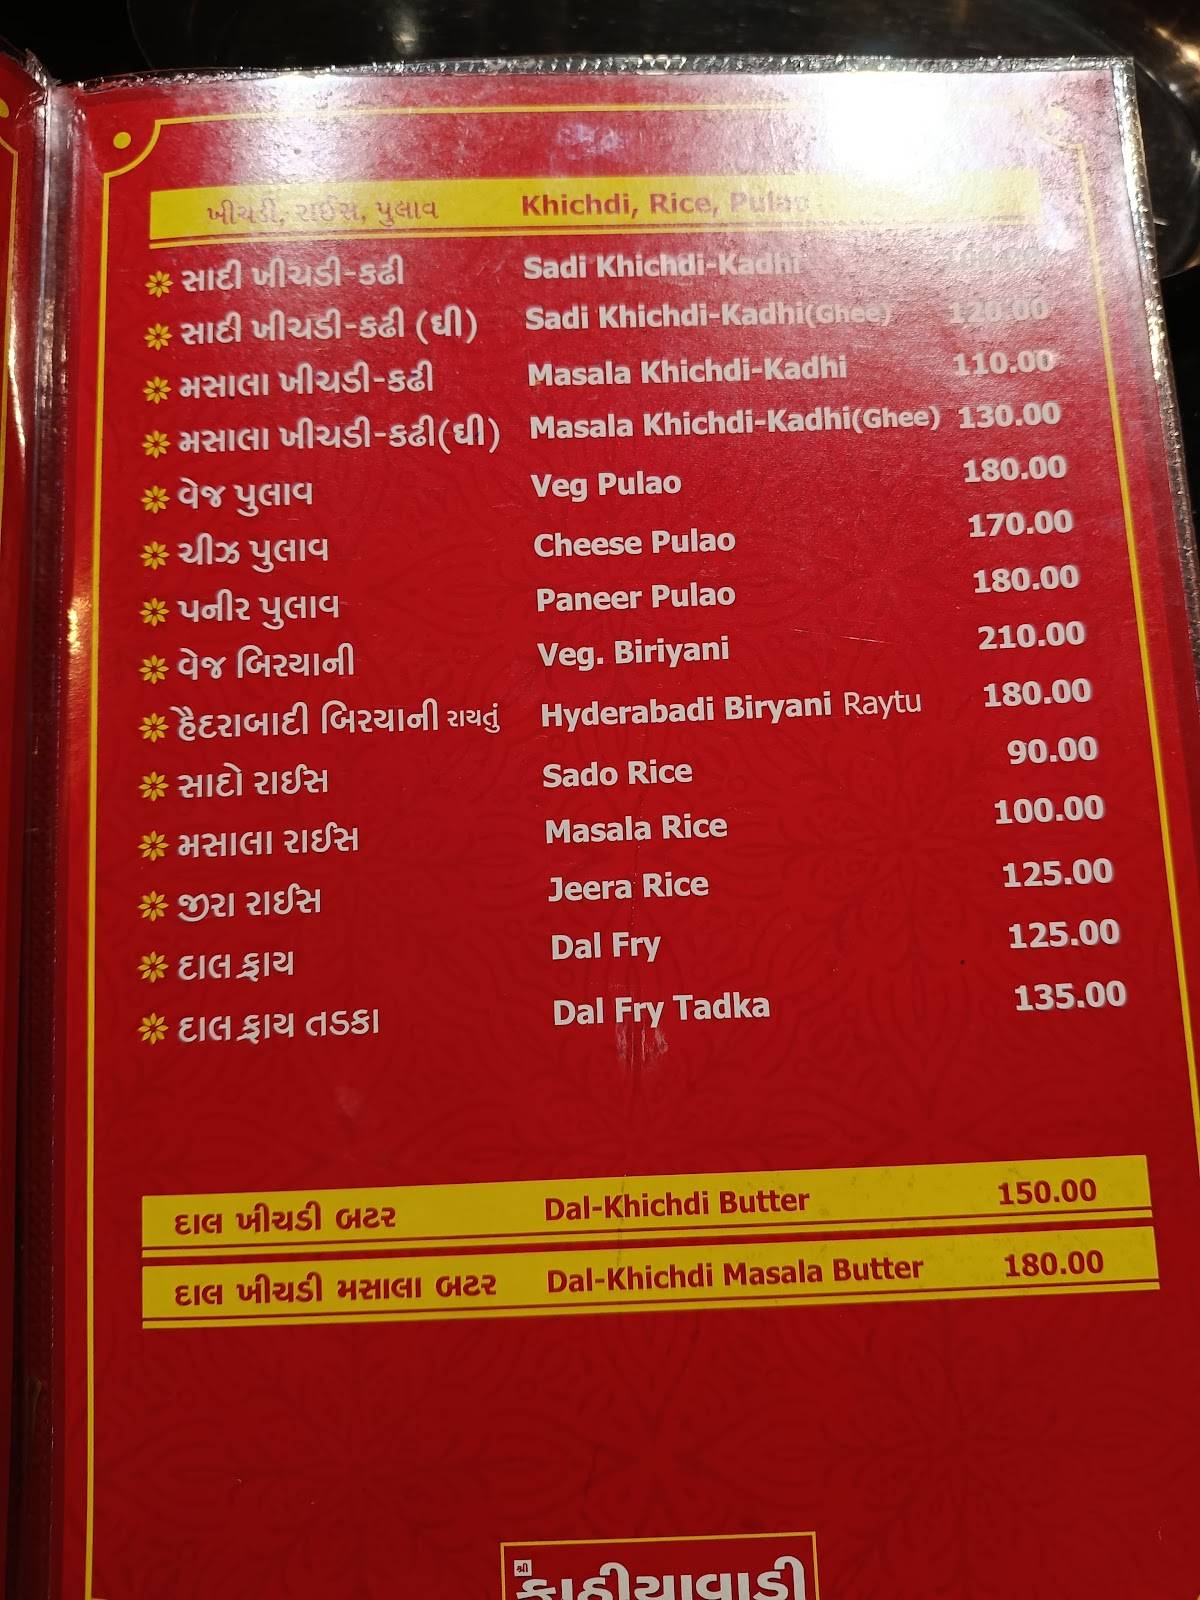 ખીચડી, રાઈસ, પુલાવ Khichdi, Rice, Pulao
સાદી ખીચડી-કઢી Sadi Khichdi-Kadhi
સાદી ખીચડી-કઢી (ઘી) Sadi Khichdi-Kadhi(Ghee) 120.00
મસાલા ખીચડી-કઢી Masala Khichdi-Kadhi 110.00
મસાલા ખીચડી-કઢી(ઘી) Masala Khichdi-Kadhi(Ghee) 130.00
વેજ પુલાવ Veg Pulao 180.00
ચીઝ પુલાવ Cheese Pulao 170.00
પનીર પુલાવ Paneer Pulao 180.00
વેજ બિરયાની Veg. Biriyani 210.00
હૈદરાબાદી બિરયાની રાયતું Hyderabadi Biryani Raytu 180.00
સાદો રાઈસ Sado Rice 90.00
મસાલા રાઈસ Masala Rice 100.00
જીરા રાઈસ Jeera Rice 125.00
દાલ ફ્રાય Dal Fry 125.00
દાલ ફ્રાય તડકા Dal Fry Tadka 135.00
દાલ ખીચડી બટર Dal-Khichdi Butter 150.00
દાલ ખીચડી મસાલા બટર Dal-Khichdi Masala Butter 180.00
શ્રી
કાઠીયાવાડી